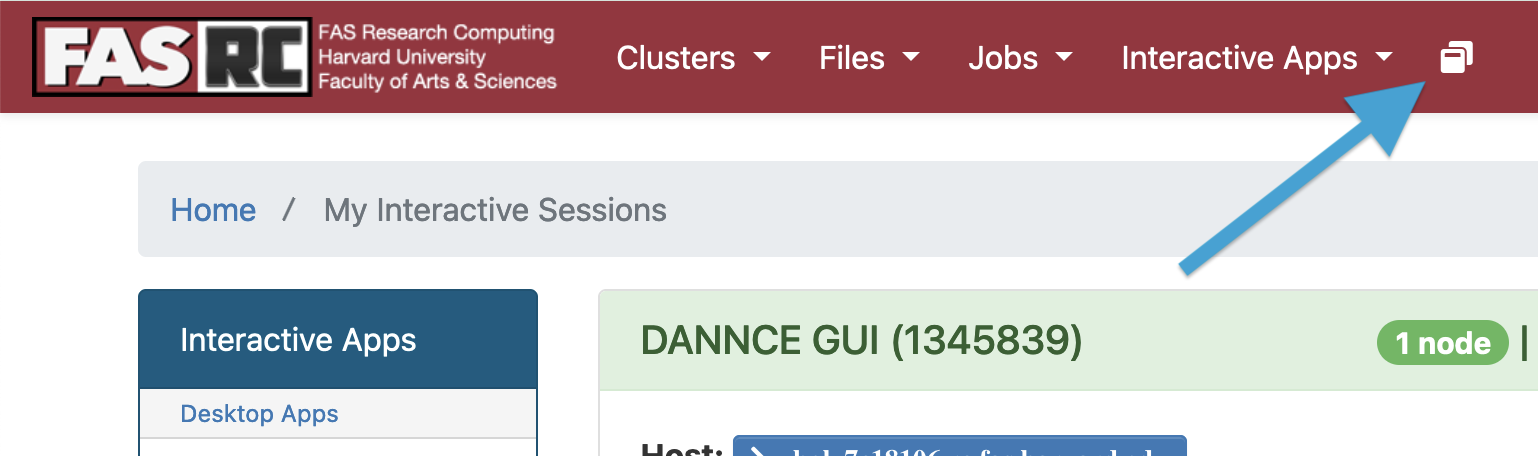 FAS RC
FAS Research Computing
Harvard University
Faculty of Arts & Sciences
Clusters Files Jobs Interactive Apps
Home / My Interactive Sessions
Interactive Apps
Desktop Apps
DANNCE GUI (1345839) 1 node |
Host: